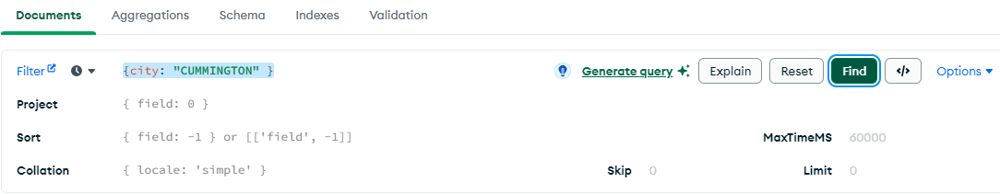 Documents Aggregations Schema Indexes Validation
Filter {city: "CUMMINGTON" } Generate query Explain Reset Find </> Options
Project { field: 0 }
Sort { field: -1 } or [['field', -1]] MaxTimeMS 60000
Collation { locale: 'simple' } Skip 0 Limit 0